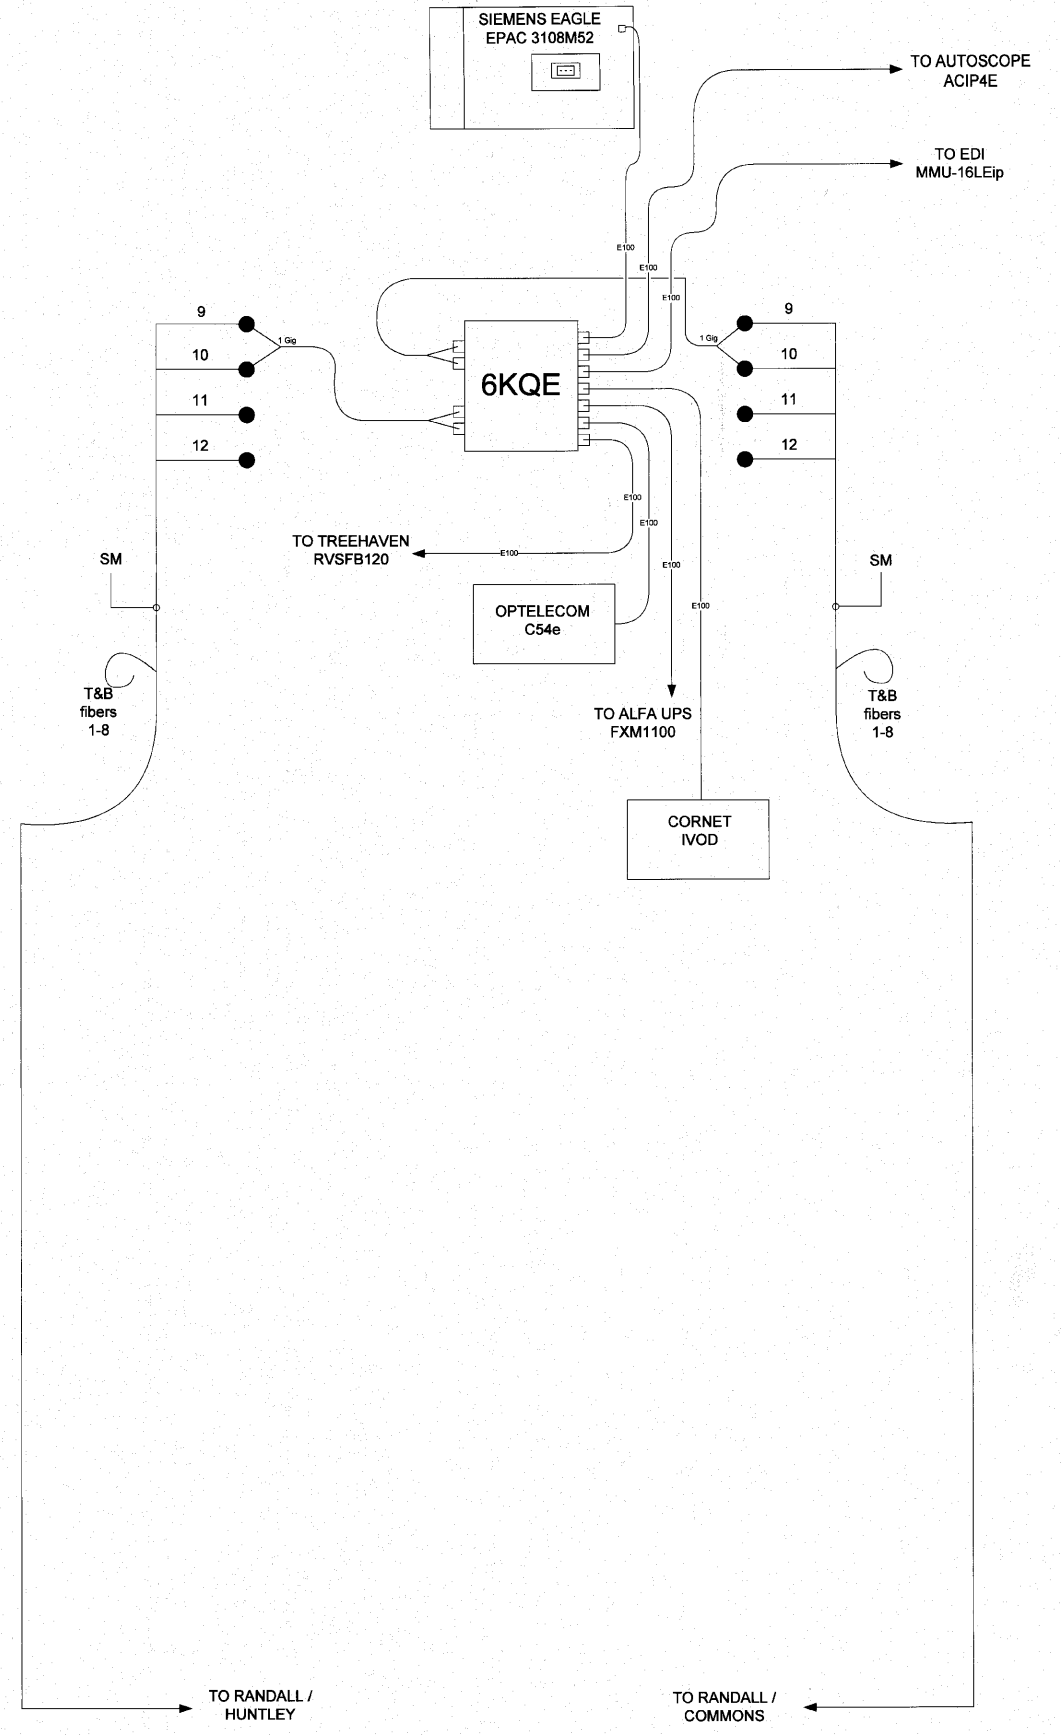 SIEMENS EAGLE
EPAC 3108M52
TO AUTOSCOPE
ACIP4E
TO EDI
MMU-16LEip
E100
E100
E100
9
10
11
12
1 Gig
6KQE
1 Gig
9
10
11
12
E100
E100
E100
E100
E100
TO TREEHAVEN
RVSFB120
SM
SM
OPTELECOM
C54e
T&B
fibers
1-8
T&B
fibers
1-8
TO ALFA UPS
FXM1100
CORNET
IVOD
TO RANDALL /
HUNTLEY
TO RANDALL /
COMMONS